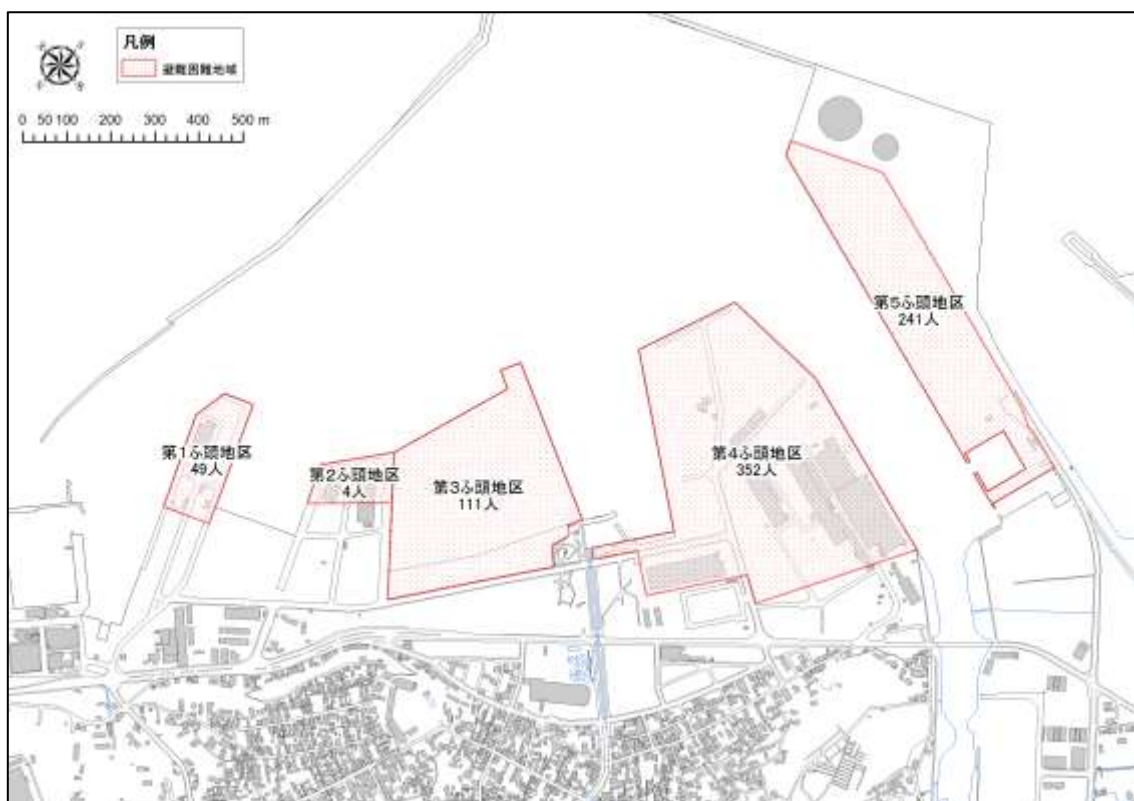 凡例
避難困難地域
0 50 100 200 300 400 500 m
第5ふ頭地区
241人
第1ふ頭地区
49人
第2ふ頭地区
4人
第3ふ頭地区
111人
第4ふ頭地区
352人